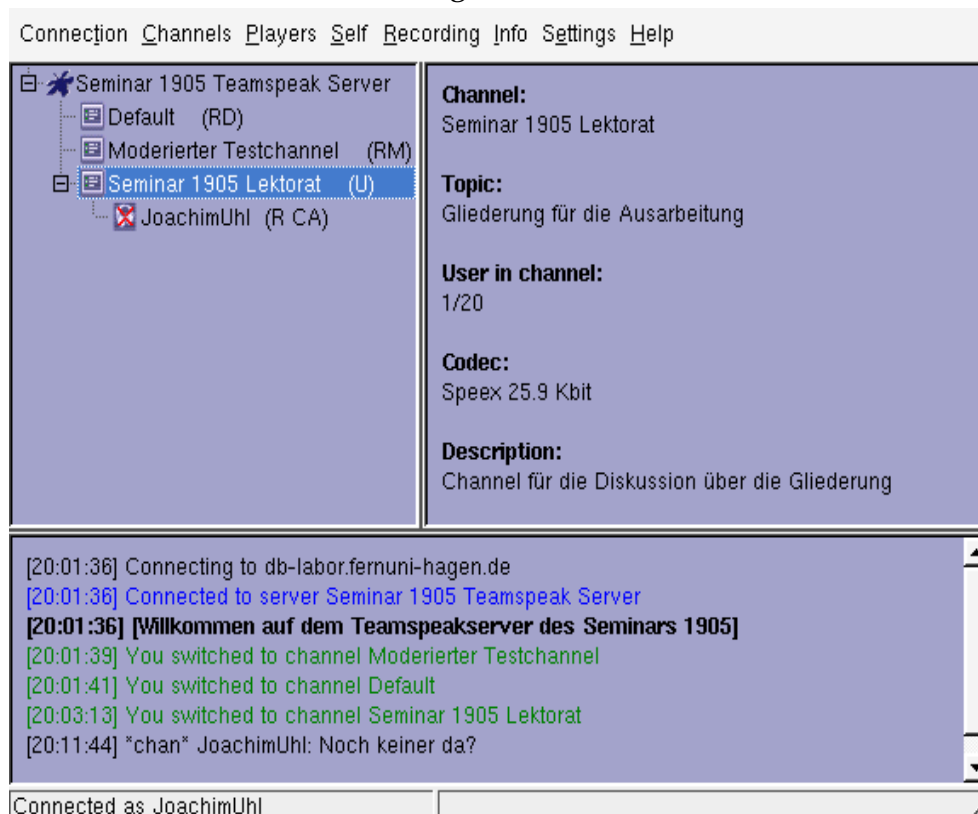 Connection Channels Players Self Recording Info Settings Help
Seminar 1905 Teamspeak Server
Default (RD)
Moderierter Testchannel (RM)
Seminar 1905 Lektorat (U)
JoachimUhl (R CA)
Channel:
Seminar 1905 Lektorat
Topic:
Gliederung für die Ausarbeitung
User in channel:
1/20
Codec:
Speex 25.9 Kbit
Description:
Channel für die Diskussion über die Gliederung
[20:01:36] Connecting to db-labor.fernuni-hagen.de
[20:01:36] Connected to server Seminar 1905 Teamspeak Server
[20:01:36] [Willkommen auf dem Teamspeakserver des Seminars 1905]
[20:01:39] You switched to channel Moderierter Testchannel
[20:01:41] You switched to channel Default
[20:03:13] You switched to channel Seminar 1905 Lektorat
[20:11:44] *chan* JoachimUhl: Noch keiner da?
Connected as JoachimUhl